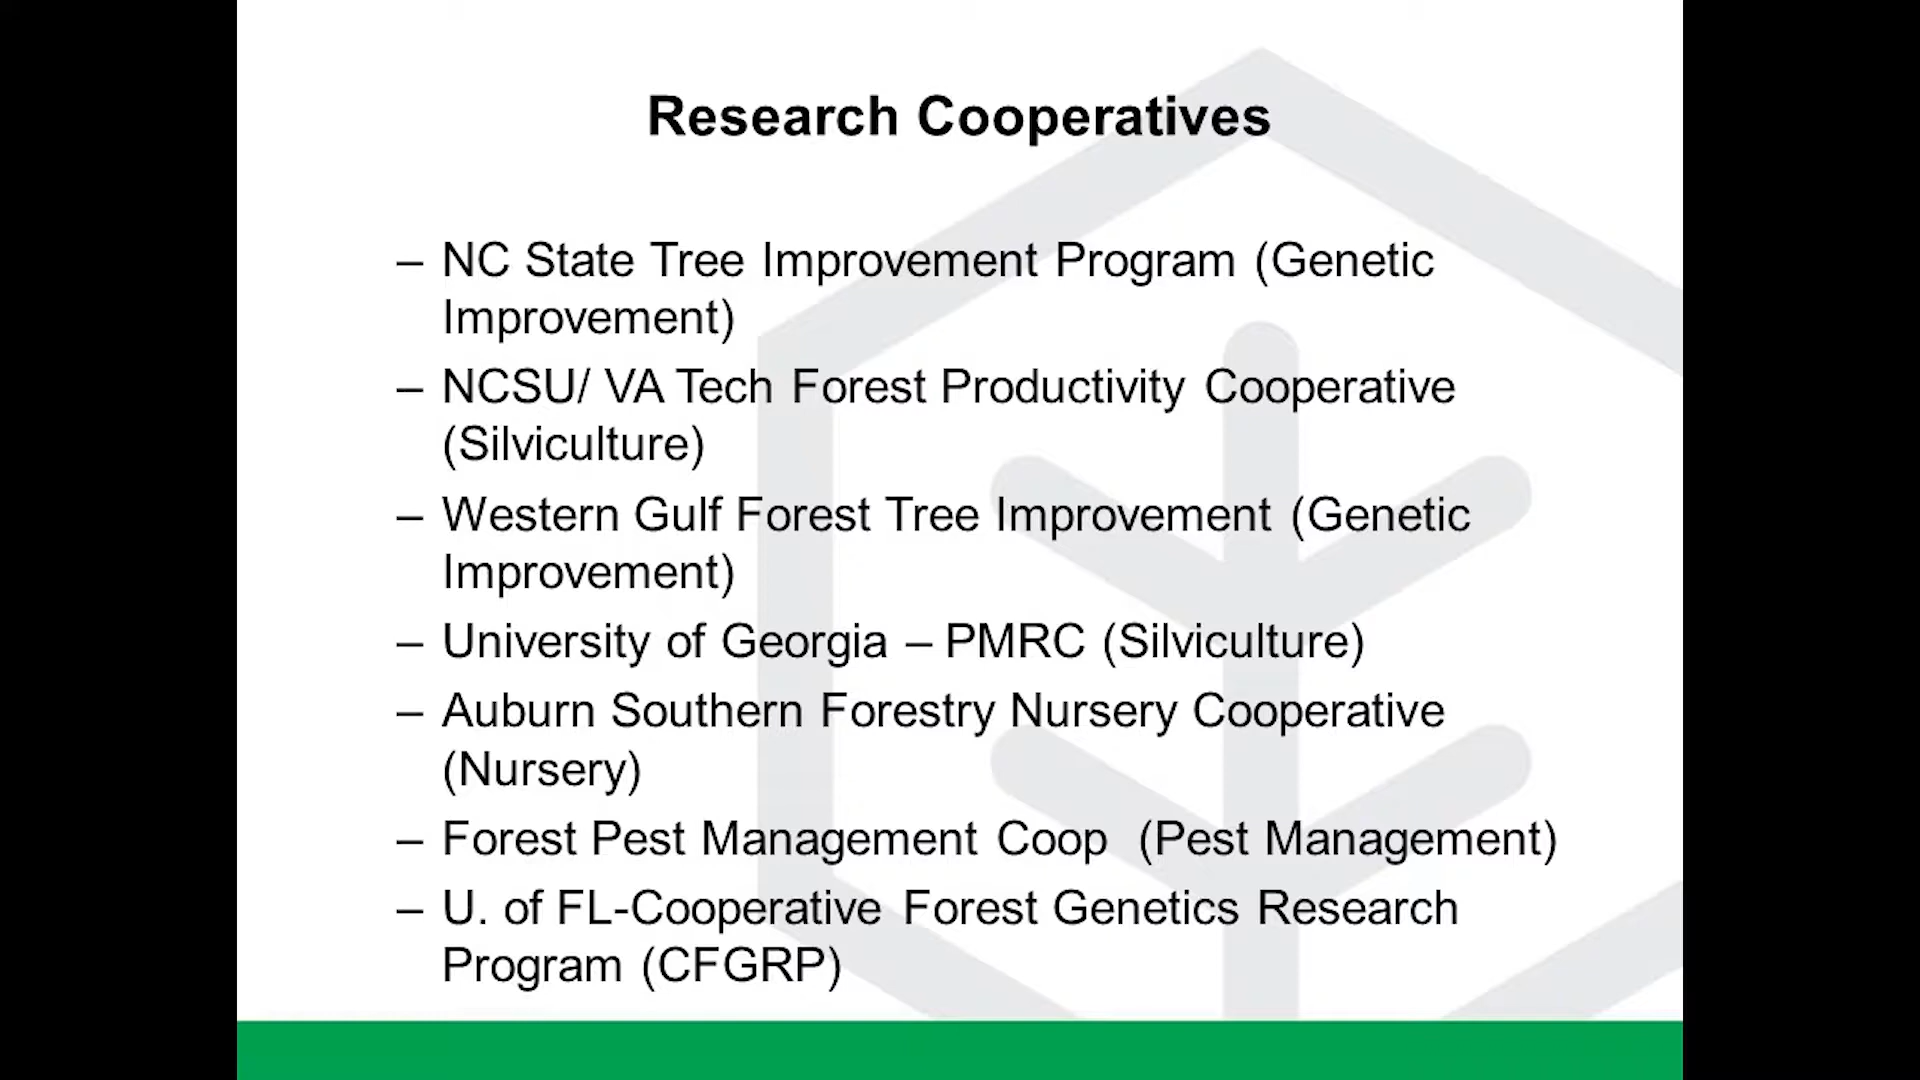 Research Cooperatives
– NC State Tree Improvement Program (Genetic
Improvement)
– NCSU/ VA Tech Forest Productivity Cooperative
(Silviculture)
– Western Gulf Forest Tree Improvement (Genetic
Improvement)
– University of Georgia – PMRC (Silviculture)
– Auburn Southern Forestry Nursery Cooperative
(Nursery)
– Forest Pest Management Coop  (Pest Management)
– U. of FL-Cooperative Forest Genetics Research
Program (CFGRP)